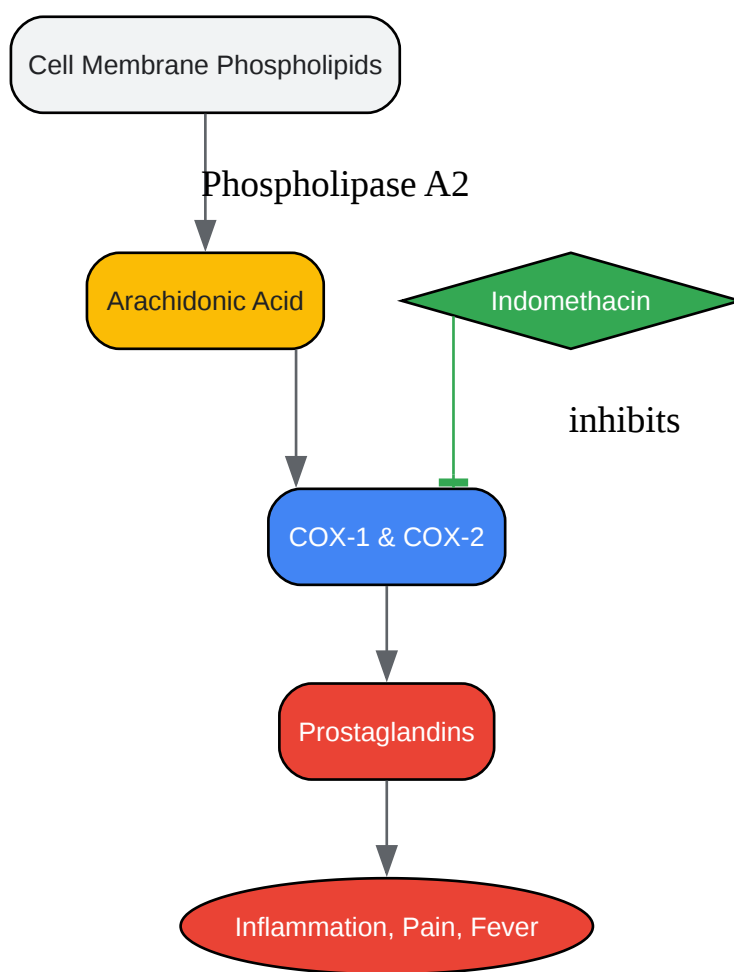 Cell Membrane Phospholipids
Phospholipase A2
Arachidonic Acid
Indomethacin
inhibits
COX-1 & COX-2
Prostaglandins
Inflammation, Pain, Fever